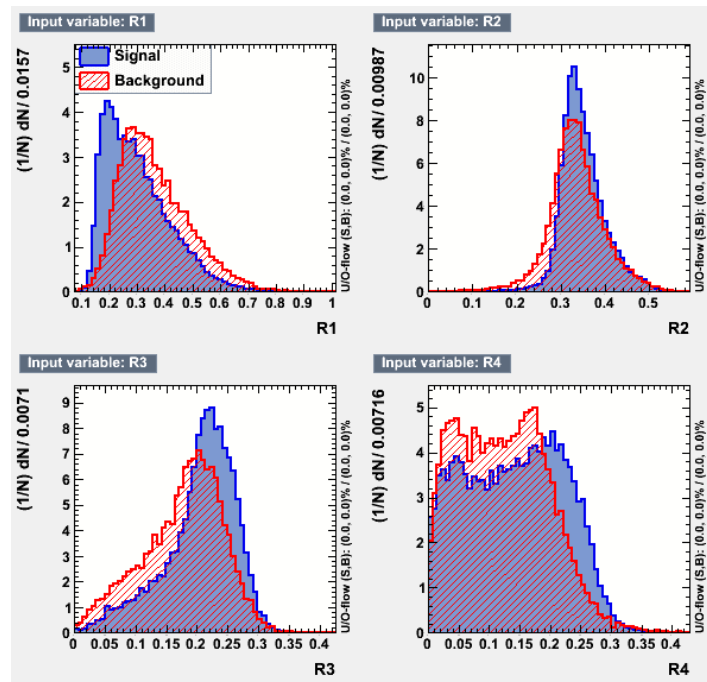 Input variable: R1
Signal
Background
(1/N) dN / 0.0157
5
4
3
2
1
0
0.1 0.2 0.3 0.4 0.5 0.6 0.7 0.8 0.9 1
R1
U/O-flow (S,B): (0.0, 0.0)% / (0.0, 0.0)%
Input variable: R2
(1/N) dN / 0.00987
10
8
6
4
2
0
0 0.1 0.2 0.3 0.4 0.5
R2
U/O-flow (S,B): (0.0, 0.0)% / (0.0, 0.0)%
Input variable: R3
(1/N) dN / 0.0071
9
8
7
6
5
4
3
2
1
0
0 0.05 0.1 0.15 0.2 0.25 0.3 0.35 0.4
R3
U/O-flow (S,B): (0.0, 0.0)% / (0.0, 0.0)%
Input variable: R4
(1/N) dN / 0.00716
5
4
3
2
1
0
0 0.05 0.1 0.15 0.2 0.25 0.3 0.35 0.4
R4
U/O-flow (S,B): (0.0, 0.0)% / (0.0, 0.0)%